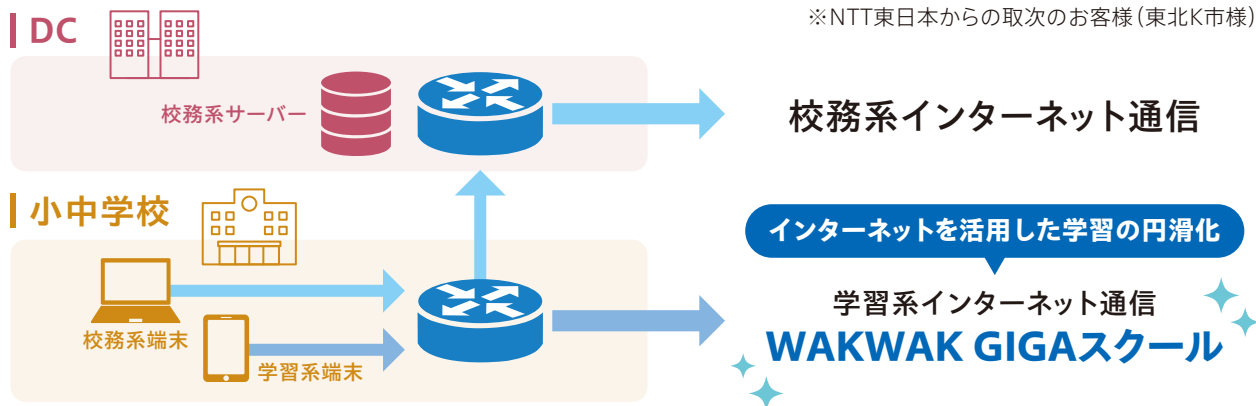 ※NTT東日本からの取次のお客様(東北K市様)
DC
校務系サーバー
校務系インターネット通信
小中学校
校務系端末
学習系端末
インターネットを活用した学習の円滑化
学習系インターネット通信
WAKWAK GIGAスクール